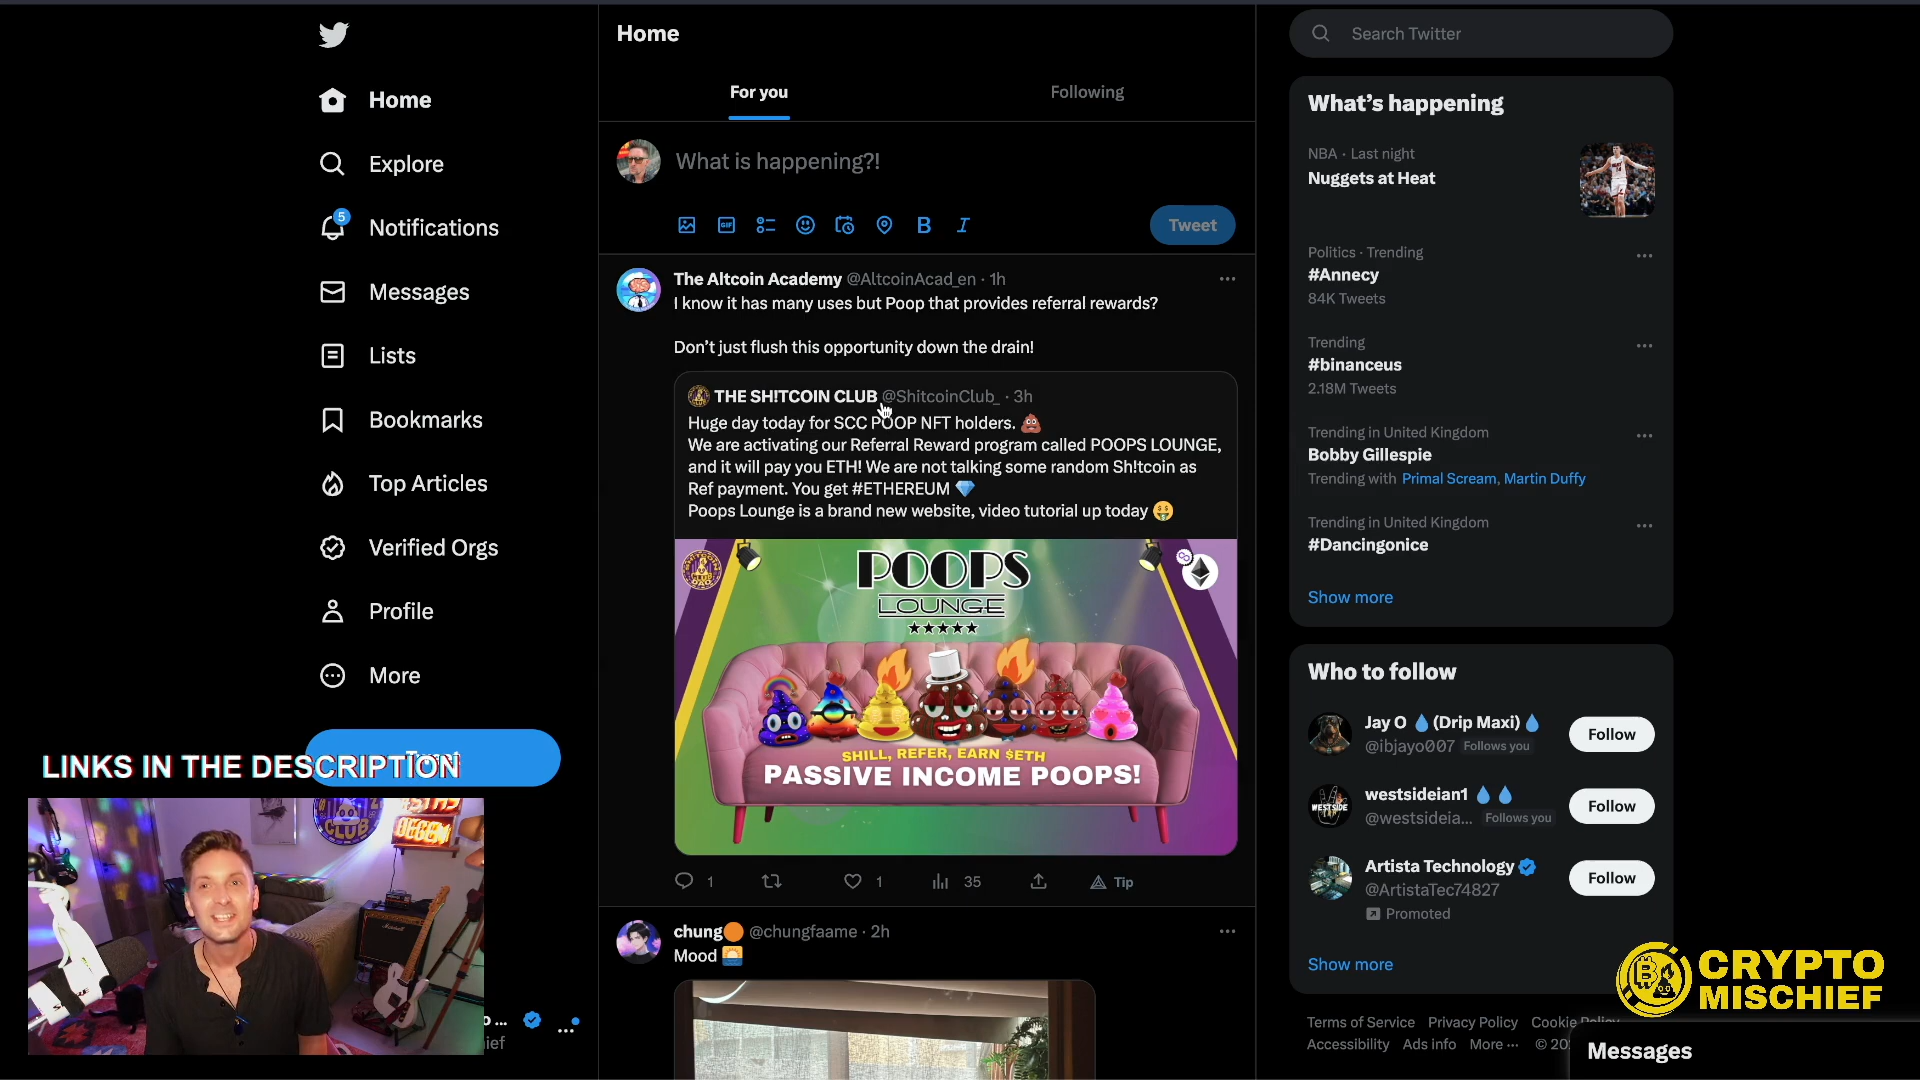 Home
Explore
5
Notifications
Messages
Lists
Bookmarks
Top Articles
Verified Orgs
Profile
More
LINKS IN THE DESCRIPTION
Home
For you
Following
What is happening?!
GIF
B I
Tweet
The Altcoin Academy @AltcoinAcad_en · 1h
I know it has many uses but Poop that provides referral rewards?
Don't just flush this opportunity down the drain!
THE SH!TCOIN CLUB @ShitcoinClub_ · 3h
Huge day today for SCC POOP NFT holders. 💩
We are activating our Referral Reward program called POOPS LOUNGE,
and it will pay you ETH! We are not talking some random Sh!tcoin as
Ref payment. You get #ETHEREUM 💎
Poops Lounge is a brand new website, video tutorial up today 🤑
POOPS
LOUNGE
★★★★★
SHILL, REFER, EARN $ETH
PASSIVE INCOME POOPS!
1
1
35
Tip
chung🟠 @chungfaame · 2h
Mood 🌅
Search Twitter
What's happening
NBA · Last night
Nuggets at Heat
Politics · Trending
#Annecy
84K Tweets
Trending
#binanceus
2.18M Tweets
Trending in United Kingdom
Bobby Gillespie
Trending with Primal Scream, Martin Duffy
Trending in United Kingdom
#Dancingonice
Show more
Who to follow
Jay O 💧(Drip Maxi) 💧
@ibjayo007 Follows you
Follow
westsideian1 💧💧
@westsideia... Follows you
Follow
WESTSIDE
Artista Technology
@ArtistaTec74827
Promoted
Follow
Show more
Terms of Service Privacy Policy Cookie Policy
Accessibility Ads info More ··· © 20
Messages
CRYPTO
MISCHIEF
CLUB
DEGEN